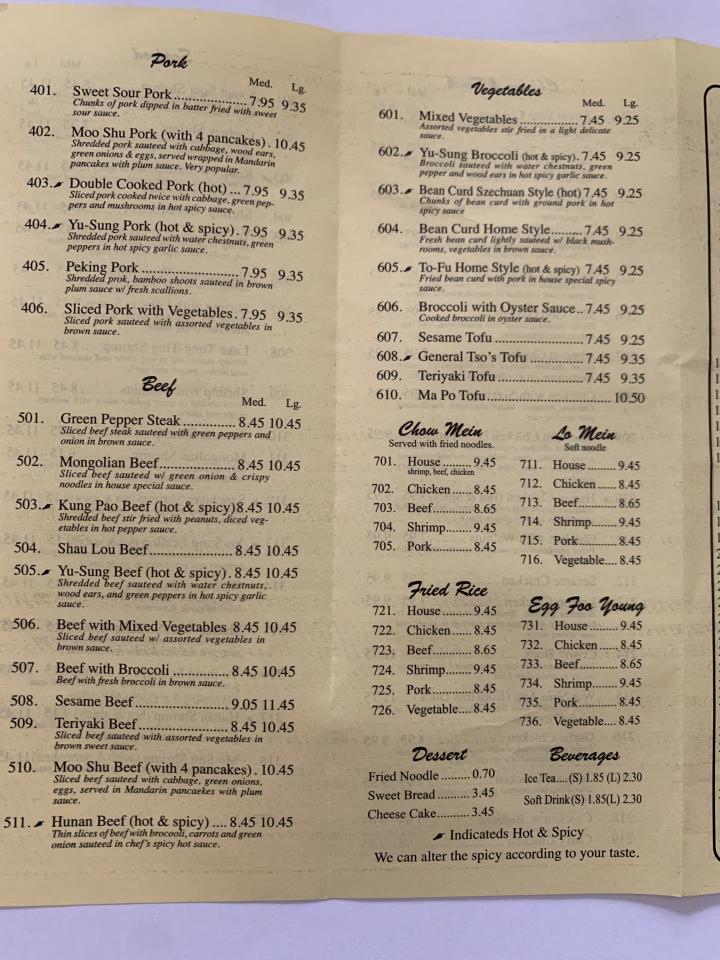 Pork
Med. Lg.
401. Sweet Sour Pork.................. 7.95 9.35
Chunks of pork dipped in batter fried with sweet
sour sauce.
402. Moo Shu Pork (with 4 pancakes). 10.45
Shredded pork sauteed with cabbage, wood ears,
green onions & eggs, served wrapped in Mandarin
pancakes with plum sauce. Very popular.
403. Double Cooked Pork (hot) ... 7.95 9.35
Sliced pork cooked twice with cabbage, green pep-
pers and mushrooms in hot spicy sauce.
404. Yu-Sung Pork (hot & spicy). 7.95 9.35
Shredded pork sauteed with water chestnuts, green
peppers in hot spicy garlic sauce.
405. Peking Pork ........................ 7.95 9.35
Shredded prok, bamboo shoots sauteed in brown
plum sauce w/ fresh scallions.
406. Sliced Pork with Vegetables. 7.95 9.35
Sliced pork sauteed with assorted vegetables in
brown sauce.
Beef
Med. Lg.
501. Green Pepper Steak ............. 8.45 10.45
Sliced beef steak sauteed with green peppers and
onion in brown sauce.
502. Mongolian Beef................... 8.45 10.45
Sliced beef sauteed w/ green onion & crispy
noodles in house special sauce.
503. Kung Pao Beef (hot & spicy) 8.45 10.45
Shredded beef stir fried with peanuts, diced veg-
etables in hot pepper sauce.
504. Shau Lou Beef..................... 8.45 10.45
505. Yu-Sung Beef (hot & spicy). 8.45 10.45
Shredded beef sauteed with water chestnuts,
wood ears, and green peppers in hot spicy garlic
sauce.
506. Beef with Mixed Vegetables 8.45 10.45
Sliced beef sauteed w/ assorted vegetables in
brown sauce.
507. Beef with Broccoli ............... 8.45 10.45
Beef with fresh broccoli in brown sauce.
508. Sesame Beef........................ 9.05 11.45
509. Teriyaki Beef....................... 8.45 10.45
Sliced beef sauteed with assorted vegetables in
brown sweet sauce.
510. Moo Shu Beef (with 4 pancakes). 10.45
Sliced beef sauteed with cabbage, green onions,
eggs, served in Mandarin pancaekes with plum
sauce.
511. Hunan Beef (hot & spicy) .... 8.45 10.45
Thin slices of beef with brocooli, carrots and green
onion sauteed in chef's spicy hot sauce.
Vegetables
Med. Lg.
601. Mixed Vegetables ................ 7.45 9.25
Assorted vegetables stir fried in a light delicate
sauce.
602. Yu-Sung Broccoli (hot & spicy). 7.45 9.25
Broccoli sauteed with water chestnuts, green
pepper and wood ears in hot spicy garlic sauce.
603. Bean Curd Szechuan Style (hot) 7.45 9.25
Chunks of bean curd with ground pork in hot
spicy sauce
604. Bean Curd Home Style......... 7.45 9.25
Fresh bean curd lightly sauteed w/ black mush-
rooms, vegetables in brown sauce.
605. To-Fu Home Style (hot & spicy) 7.45 9.25
Fried bean curd with pork in house special spicy
sauce.
606. Broccoli with Oyster Sauce.. 7.45 9.25
Cooked broccoli in oyster sauce.
607. Sesame Tofu ........................ 7.45 9.25
608. General Tso's Tofu .............. 7.45 9.35
609. Teriyaki Tofu ....................... 7.45 9.35
610. Ma Po Tofu.................................. 10.50
Chow Mein
Served with fried noodles.
701. House ......... 9.45
shrimp, beef, chicken
702. Chicken ...... 8.45
703. Beef............. 8.65
704. Shrimp......... 9.45
705. Pork............. 8.45
Lo Mein
Soft noodle
711. House ......... 9.45
712. Chicken ...... 8.45
713. Beef............. 8.65
714. Shrimp......... 9.45
715. Pork............. 8.45
716. Vegetable.... 8.45
Fried Rice
721. House ......... 9.45
722. Chicken ...... 8.45
723. Beef............. 8.65
724. Shrimp......... 9.45
725. Pork............. 8.45
726. Vegetable.... 8.45
Egg Foo Young
731. House ......... 9.45
732. Chicken ...... 8.45
733. Beef............. 8.65
734. Shrimp......... 9.45
735. Pork............. 8.45
736. Vegetable.... 8.45
Dessert
Fried Noodle ......... 0.70
Sweet Bread ......... 3.45
Cheese Cake......... 3.45
Beverages
Ice Tea....(S) 1.85 (L) 2.30
Soft Drink (S) 1.85 (L) 2.30
Indicateds Hot & Spicy
We can alter the spicy according to your taste.